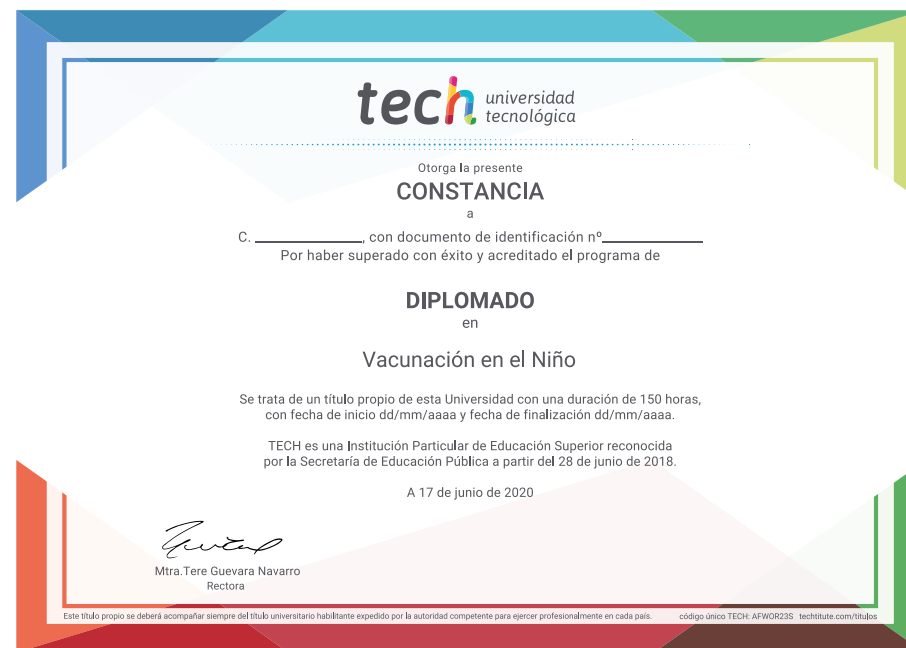 tech universidad
tecnológica
Otorga la presente
CONSTANCIA
a
C. ____________, con documento de identificación nº____________
Por haber superado con éxito y acreditado el programa de
DIPLOMADO
en
Vacunación en el Niño
Se trata de un título propio de esta Universidad con una duración de 150 horas,
con fecha de inicio dd/mm/aaaa y fecha de finalización dd/mm/aaaa.
TECH es una Institución Particular de Educación Superior reconocida
por la Secretaría de Educación Pública a partir del 28 de junio de 2018.
A 17 de junio de 2020
Mtra.Tere Guevara Navarro
Rectora
Este título propio se deberá acompañar siempre del título universitario habilitante expedido por la autoridad competente para ejercer profesionalmente en cada país. código único TECH: AFWOR23S techtitute.com/titulos